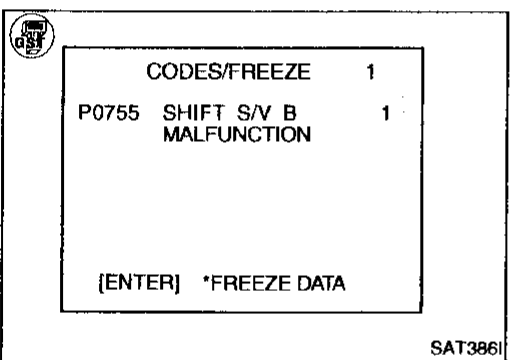 GST
CODES/FREEZE 1
P0755 SHIFT S/V B 1
MALFUNCTION
[ENTER] *FREEZE DATA
SAT386I